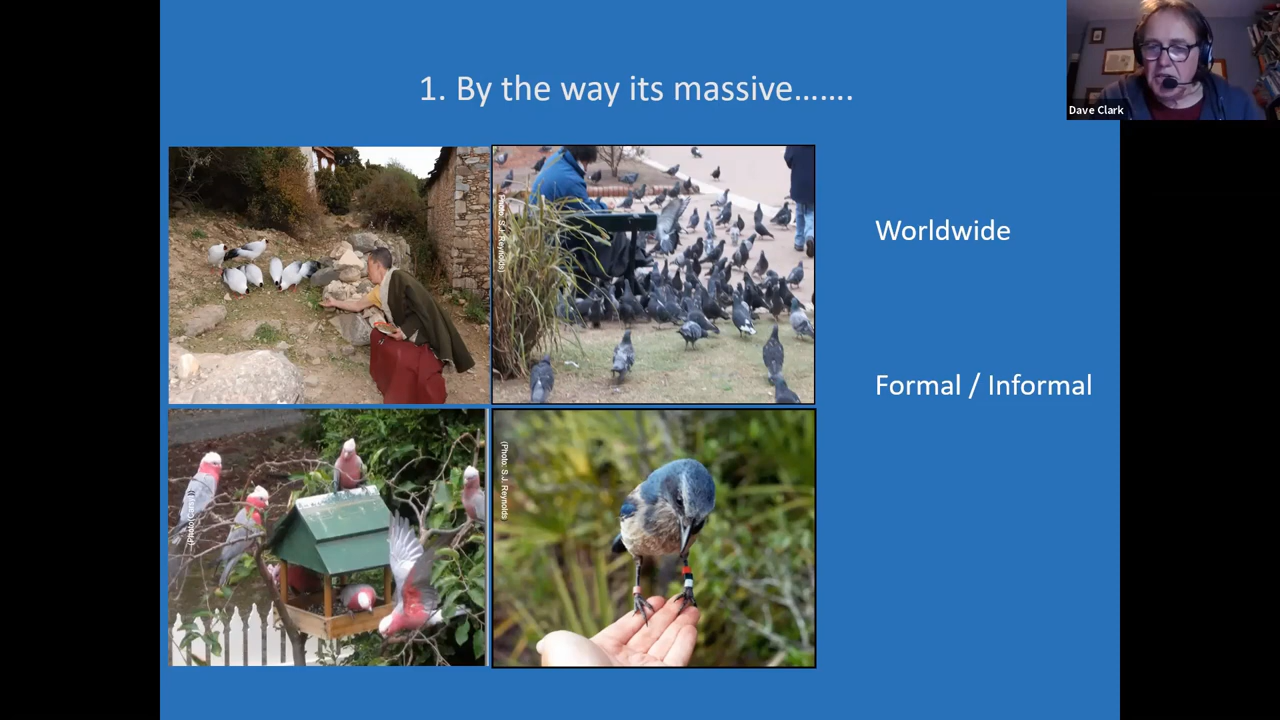 1. By the way its massive.......
Dave Clark
(Photo: S.J. Reynolds)
Worldwide
Formal / Informal
(Photo: S.J. Reynolds